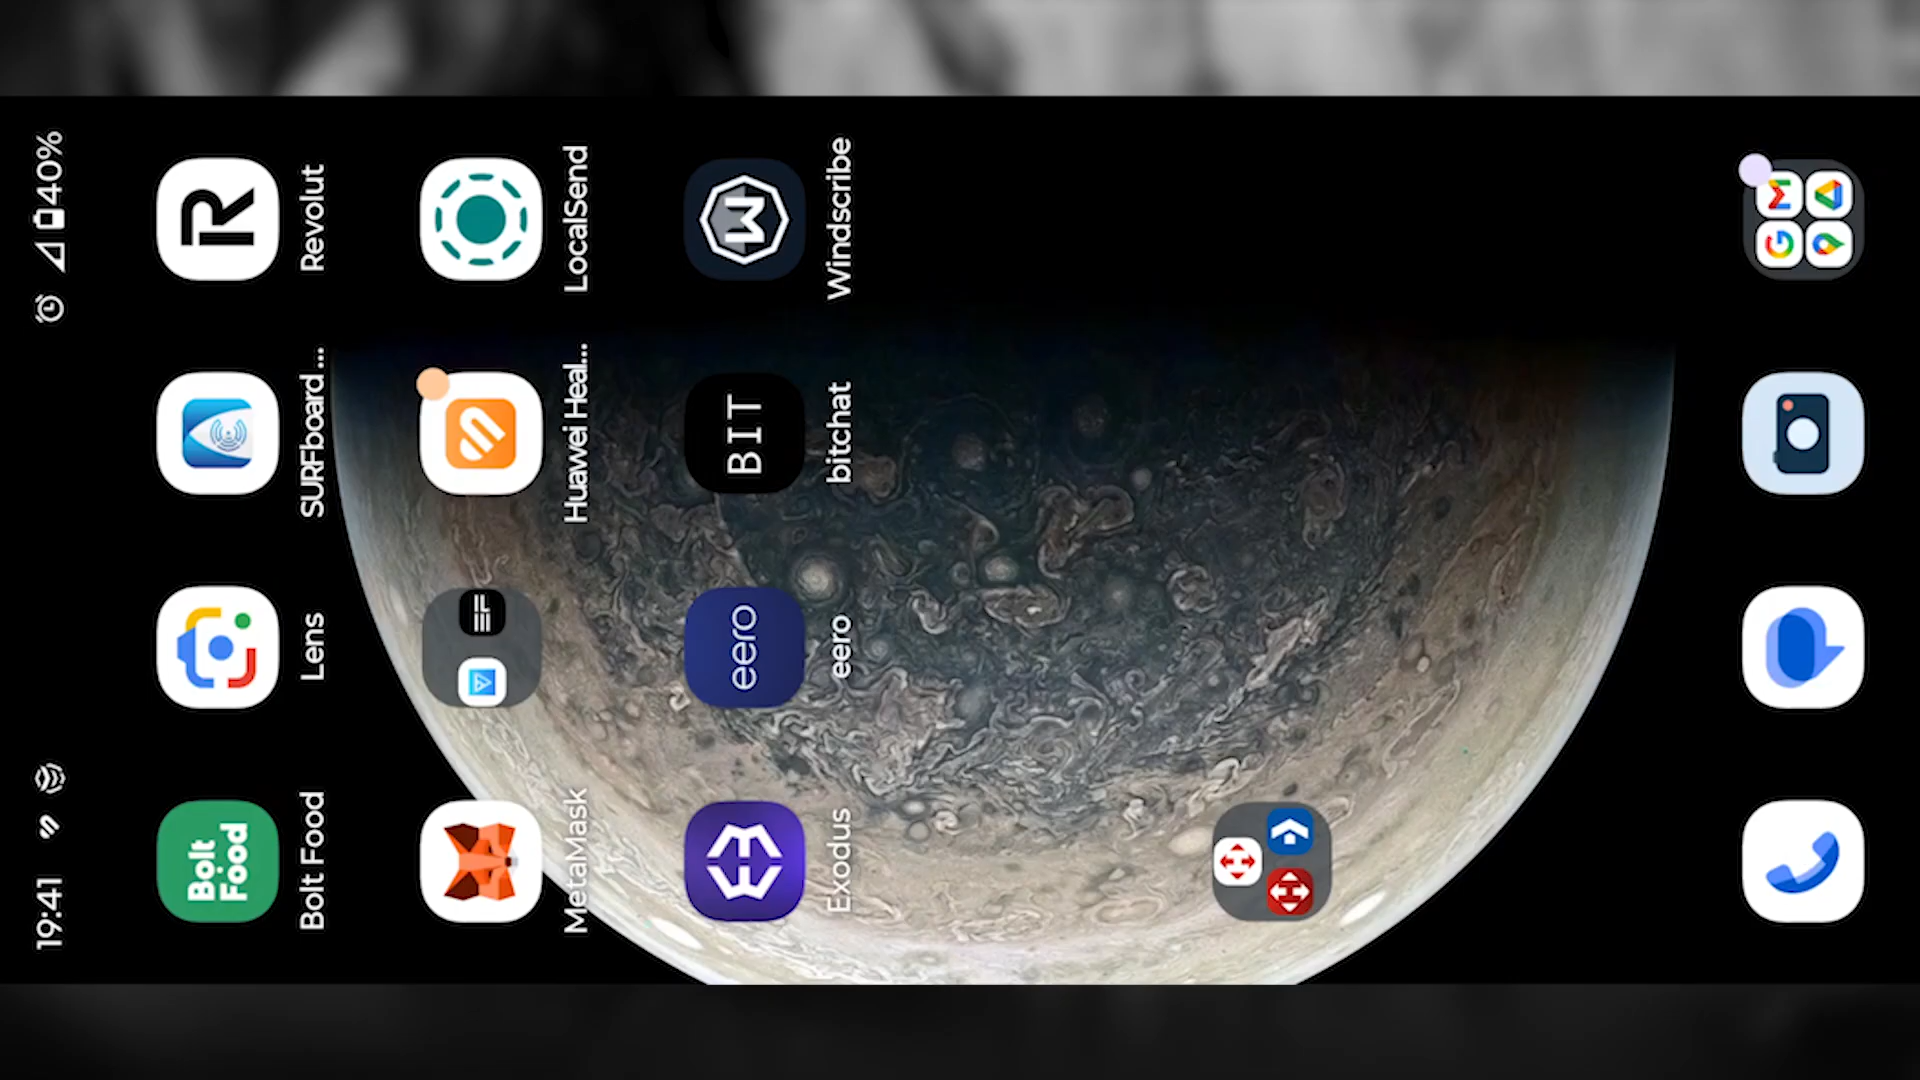 19:41
40%
Bolt
Food
Bolt Food
Lens
SURFboard...
R
Revolut
MetaMask
Huawei Heal...
LocalSend
Exodus
eero
eero
BIT
bitchat
Windscribe